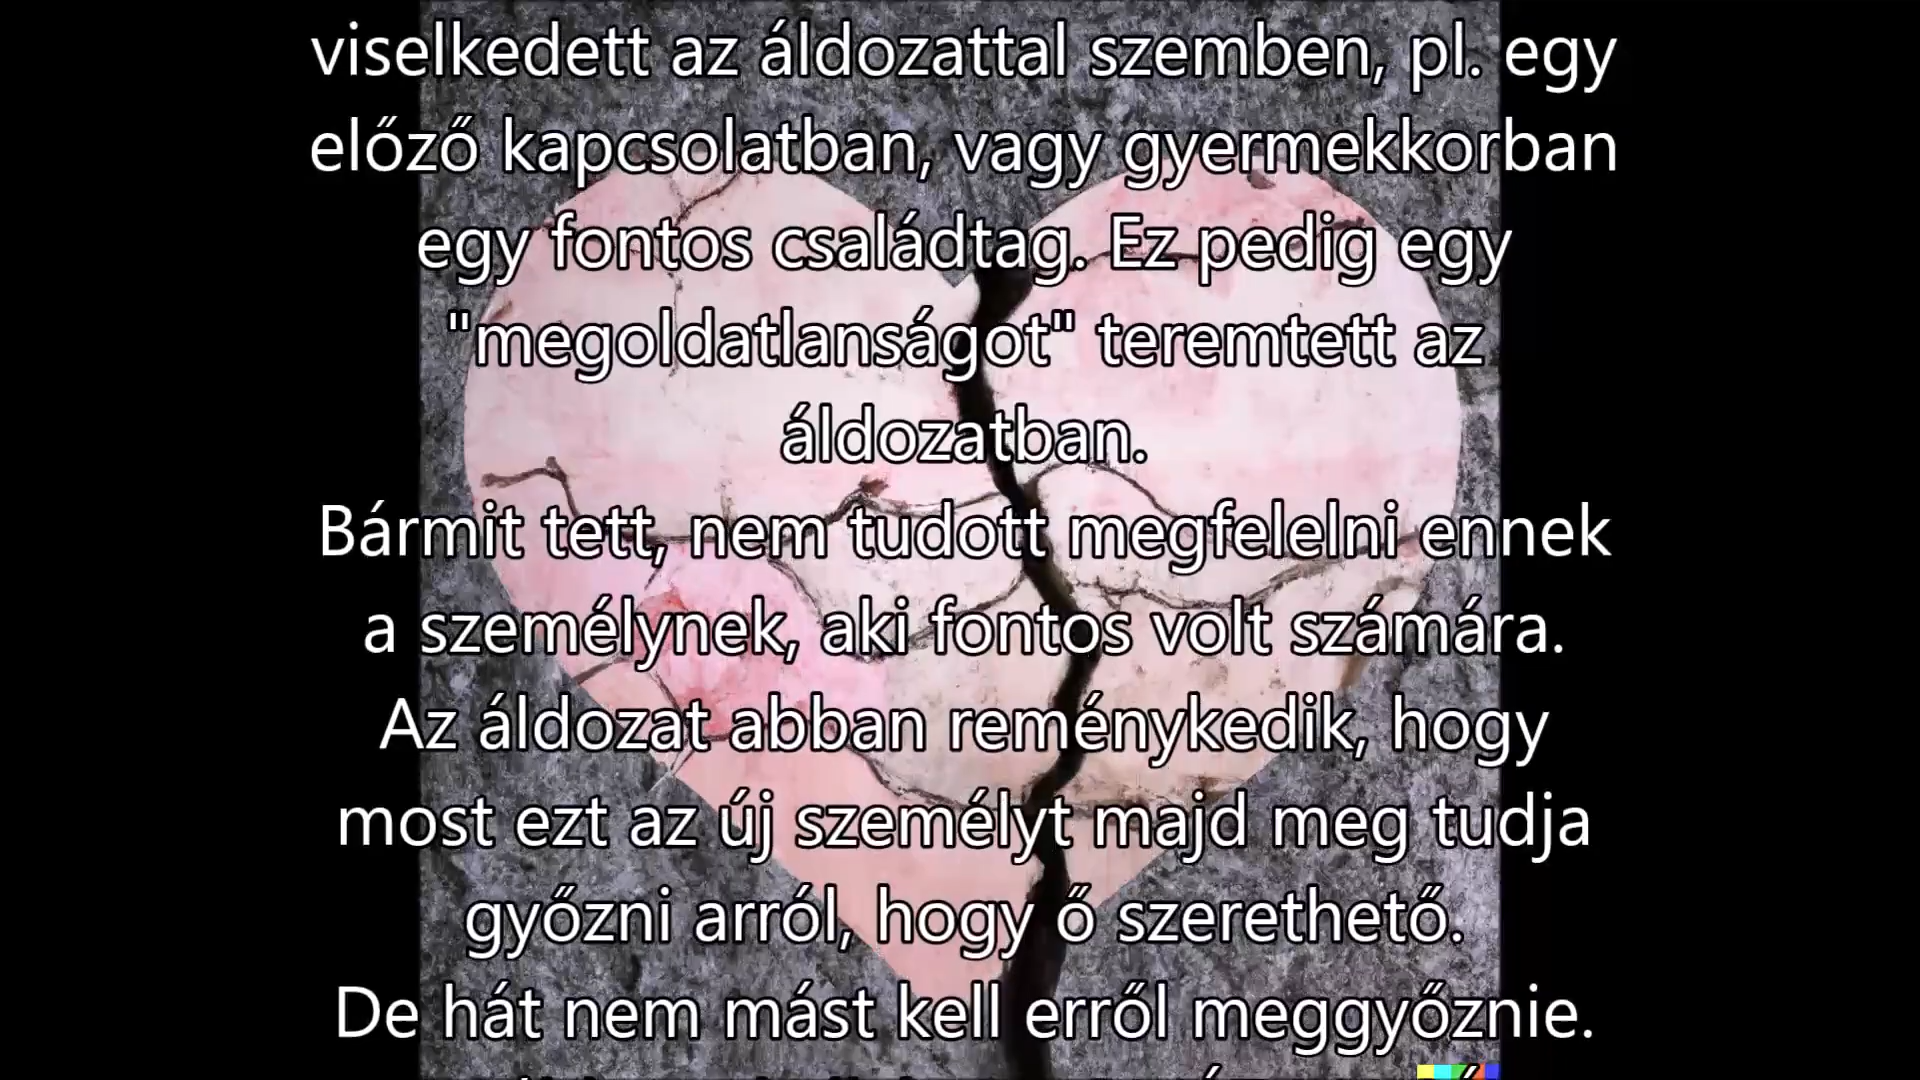 viselkedett az áldozattal szemben, pl. egy
előző kapcsolatban, vagy gyermekkorban
egy fontos családtag. Ez pedig egy
"megoldatlanságot" teremtett az
áldozatban.
Bármit tett, nem tudott megfelelni ennek
a személynek, aki fontos volt számára.
Az áldozat abban reménykedik, hogy
most ezt az új személyt majd meg tudja
győzni arról, hogy ő szerethető.
De hát nem mást kell erről meggyőznie.